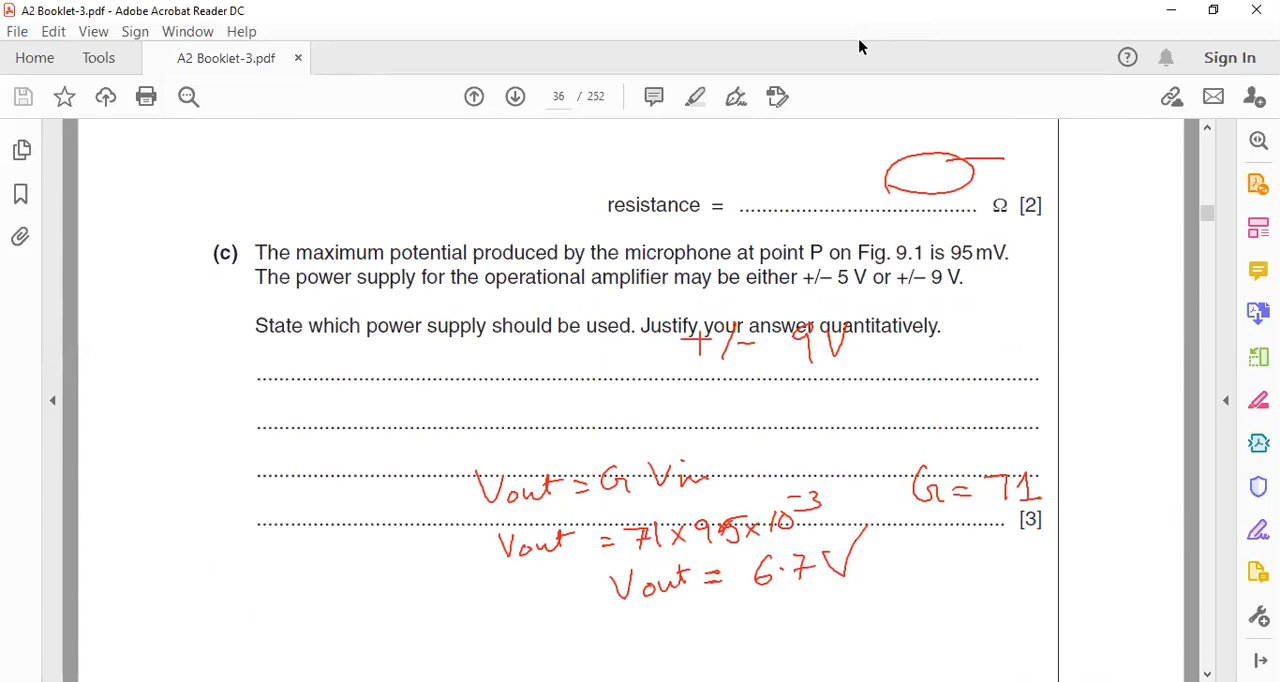 A2 Booklet-3.pdf - Adobe Acrobat Reader DC
File Edit View Sign Window Help
Home Tools A2 Booklet-3.pdf × Sign In
36 / 252
resistance = ........................................ Ω [2]
(c) The maximum potential produced by the microphone at point P on Fig. 9.1 is 95 mV.
The power supply for the operational amplifier may be either +/– 5 V or +/– 9 V.
State which power supply should be used. Justify your answer quantitatively.
+/- 9 V
Vout = G Vin G = 71
[3]
Vout = 71 × 95 × 10⁻³
Vout = 6.7 V